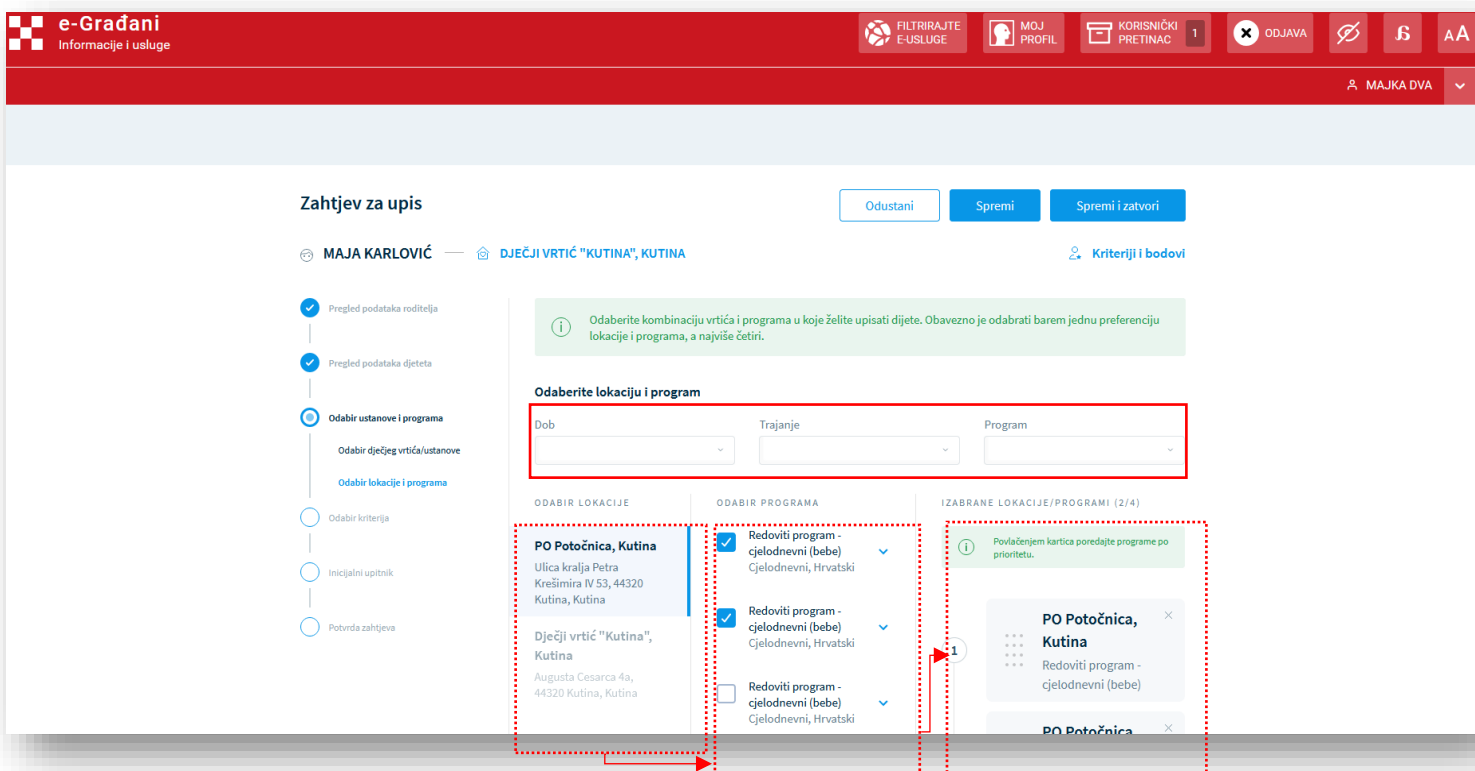 e-Građani
Informacije i usluge
FILTRIRAJTE
E-USLUGE
MOJ
PROFIL
KORISNIČKI
PRETINAC
1
ODJAVA
AA
MAJKA DVA
Zahtjev za upis
Odustani
Spremi
Spremi i zatvori
MAJA KARLOVIĆ
DJEČJI VRTIĆ "KUTINA", KUTINA
Kriteriji i bodovi
Pregled podataka roditelja
Pregled podataka djeteta
Odabir ustanove i programa
Odabir dječjeg vrtića/ustanove
Odabir lokacije i programa
Odabir kriterija
Inicijalni upitnik
Potvrda zahtjeva
Odaberite kombinaciju vrtića i programa u koje želite upisati dijete. Obavezno je odabrati barem jednu preferenciju
lokacije i programa, a najviše četiri.
Odaberite lokaciju i program
Dob
Trajanje
Program
ODABIR LOKACIJE
PO Potočnica, Kutina
Ulica kralja Petra
Krešimira IV 53, 44320
Kutina, Kutina
Dječji vrtić "Kutina",
Kutina
Augusta Cesarca 4a,
44320 Kutina, Kutina
ODABIR PROGRAMA
Redoviti program -
cjelodnevni (bebe)
Cjelodnevni, Hrvatski
Redoviti program -
cjelodnevni (bebe)
Cjelodnevni, Hrvatski
Redoviti program -
cjelodnevni (bebe)
Cjelodnevni, Hrvatski
IZABRANE LOKACIJE/PROGRAMI (2/4)
Povlačenjem kartica poredajte programe po
prioritetu.
1
PO Potočnica,
Kutina
Redoviti program -
cjelodnevni (bebe)
PO Potočnica